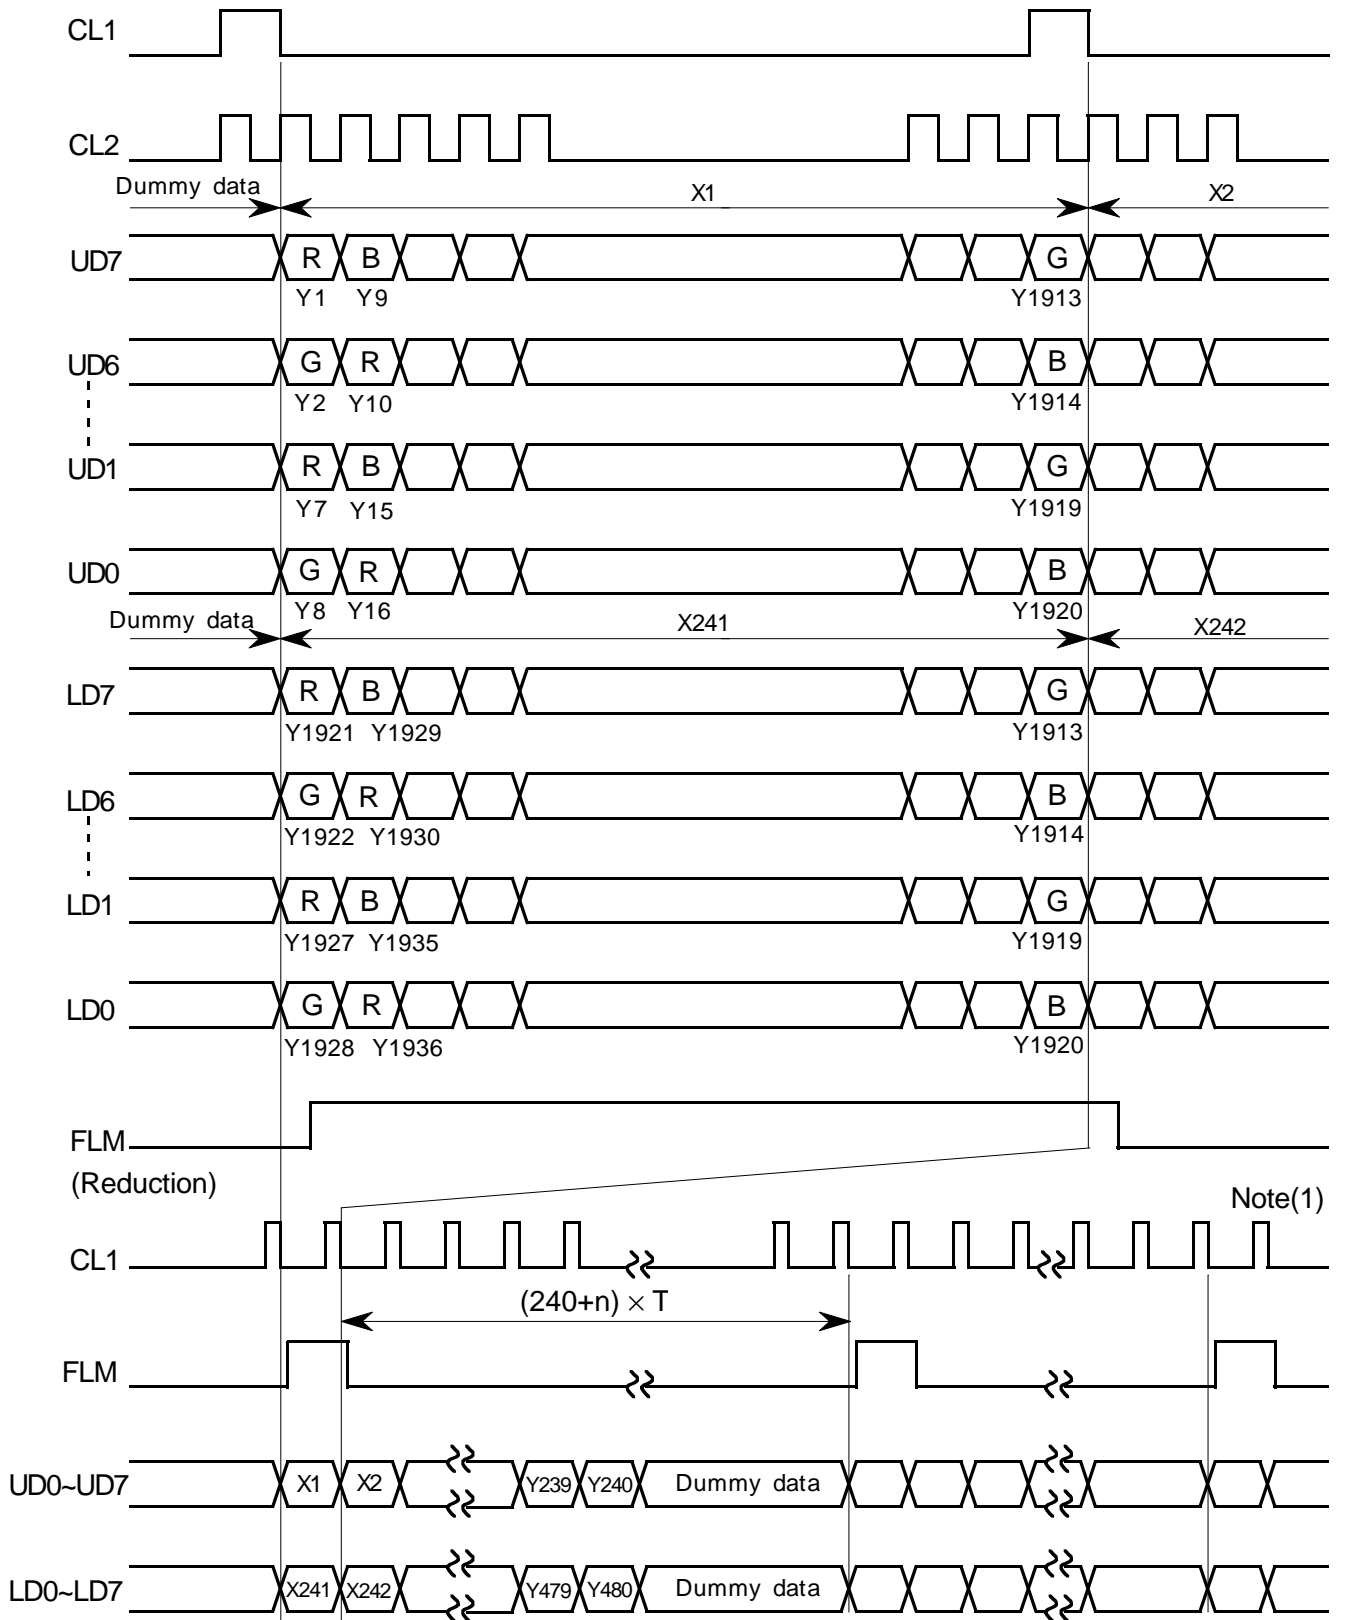 CL1
CL2
Dummy data X1 X2
UD7 R B G
Y1 Y9 Y1913
UD6 G R B
Y2 Y10 Y1914
UD1 R B G
Y7 Y15 Y1919
UD0 G R B
Y8 Y16 Y1920
Dummy data X241 X242
LD7 R B G
Y1921 Y1929 Y1913
LD6 G R B
Y1922 Y1930 Y1914
LD1 R B G
Y1927 Y1935 Y1919
LD0 G R B
Y1928 Y1936 Y1920
FLM
(Reduction)
Note(1)
CL1
(240+n) × T
FLM
UD0~UD7 X1 X2 Y239 Y240 Dummy data
LD0~LD7 X241 X242 Y479 Y480 Dummy data